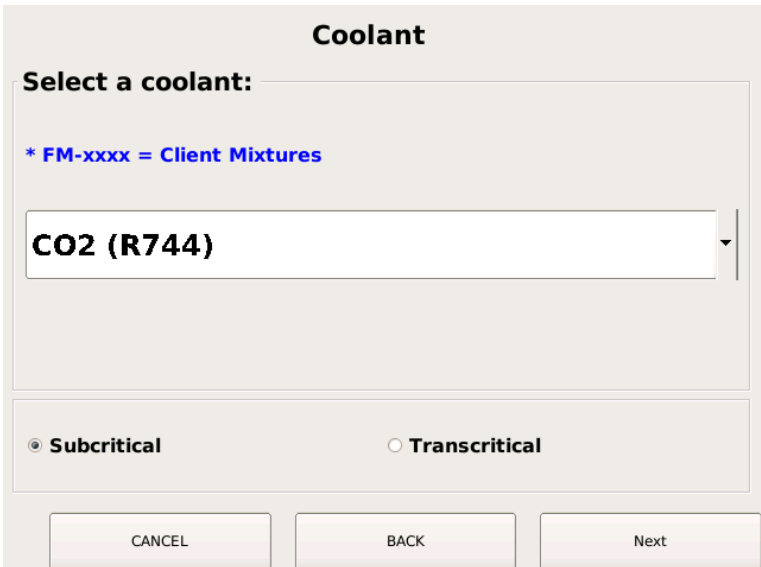 Coolant
Select a coolant:
* FM-xxxx = Client Mixtures
CO2 (R744)
Subcritical
Transcritical
CANCEL
BACK
Next